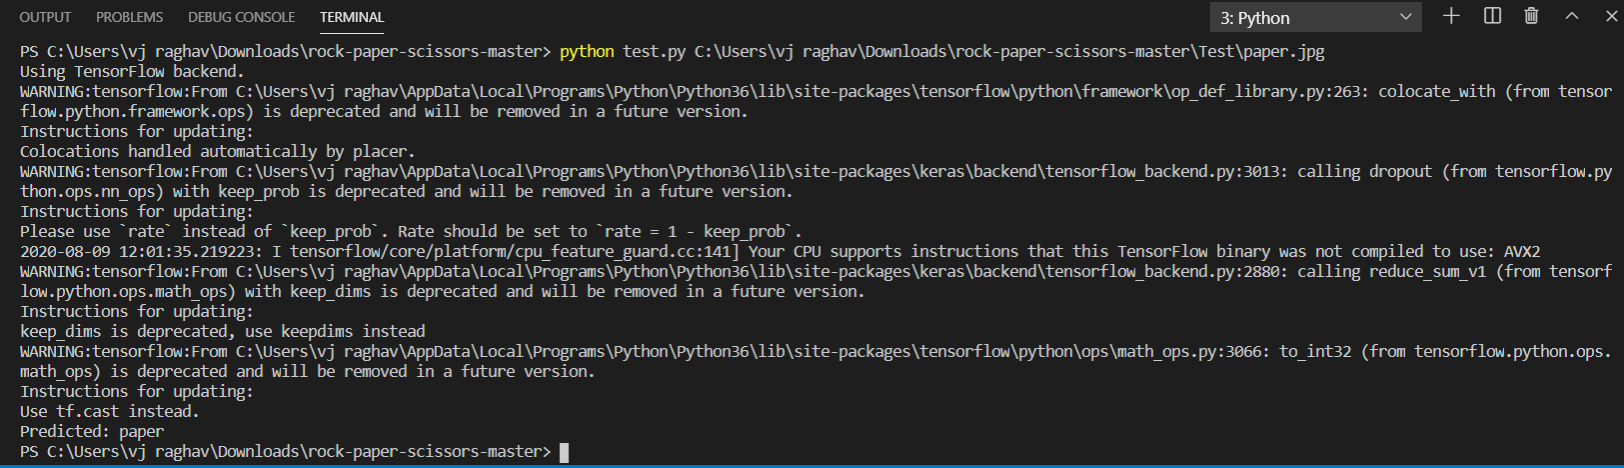 OUTPUT PROBLEMS DEBUG CONSOLE TERMINAL 3: Python
PS C:\Users\vj raghav\Downloads\rock-paper-scissors-master> python test.py C:\Users\vj raghav\Downloads\rock-paper-scissors-master\Test\paper.jpg
Using TensorFlow backend.
WARNING:tensorflow:From C:\Users\vj raghav\AppData\Local\Programs\Python\Python36\lib\site-packages\tensorflow\python\framework\op_def_library.py:263: colocate_with (from tensor
flow.python.framework.ops) is deprecated and will be removed in a future version.
Instructions for updating:
Colocations handled automatically by placer.
WARNING:tensorflow:From C:\Users\vj raghav\AppData\Local\Programs\Python\Python36\lib\site-packages\keras\backend\tensorflow_backend.py:3013: calling dropout (from tensorflow.py
thon.ops.nn_ops) with keep_prob is deprecated and will be removed in a future version.
Instructions for updating:
Please use `rate` instead of `keep_prob`. Rate should be set to `rate = 1 - keep_prob`.
2020-08-09 12:01:35.219223: I tensorflow/core/platform/cpu_feature_guard.cc:141] Your CPU supports instructions that this TensorFlow binary was not compiled to use: AVX2
WARNING:tensorflow:From C:\Users\vj raghav\AppData\Local\Programs\Python\Python36\lib\site-packages\keras\backend\tensorflow_backend.py:2880: calling reduce_sum_v1 (from tensorf
low.python.ops.math_ops) with keep_dims is deprecated and will be removed in a future version.
Instructions for updating:
keep_dims is deprecated, use keepdims instead
WARNING:tensorflow:From C:\Users\vj raghav\AppData\Local\Programs\Python\Python36\lib\site-packages\tensorflow\python\ops\math_ops.py:3066: to_int32 (from tensorflow.python.ops.
math_ops) is deprecated and will be removed in a future version.
Instructions for updating:
Use tf.cast instead.
Predicted: paper
PS C:\Users\vj raghav\Downloads\rock-paper-scissors-master>